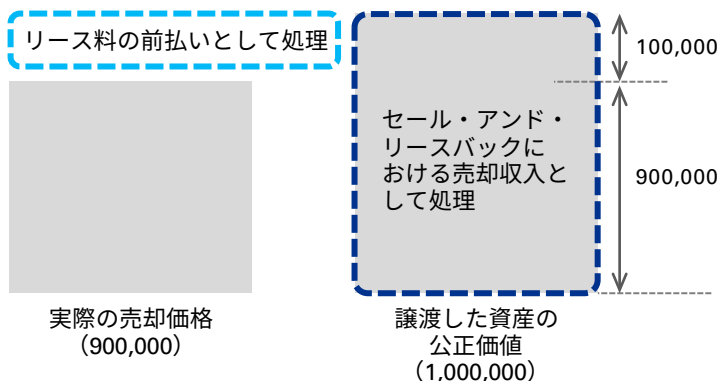 リース料の前払いとして処理
100,000
セール・アンド・
リースバックに
おける売却収入と
して処理
900,000
実際の売却価格
（900,000）
譲渡した資産の
公正価値
（1,000,000）